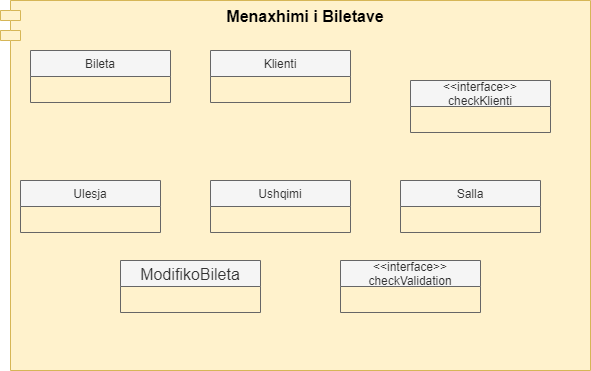 Menaxhimi i Biletave
Bileta
Klienti
<<interface>>
checkKlienti
Ulesja
Ushqimi
Salla
ModifikoBileta
<<interface>>
checkValidation